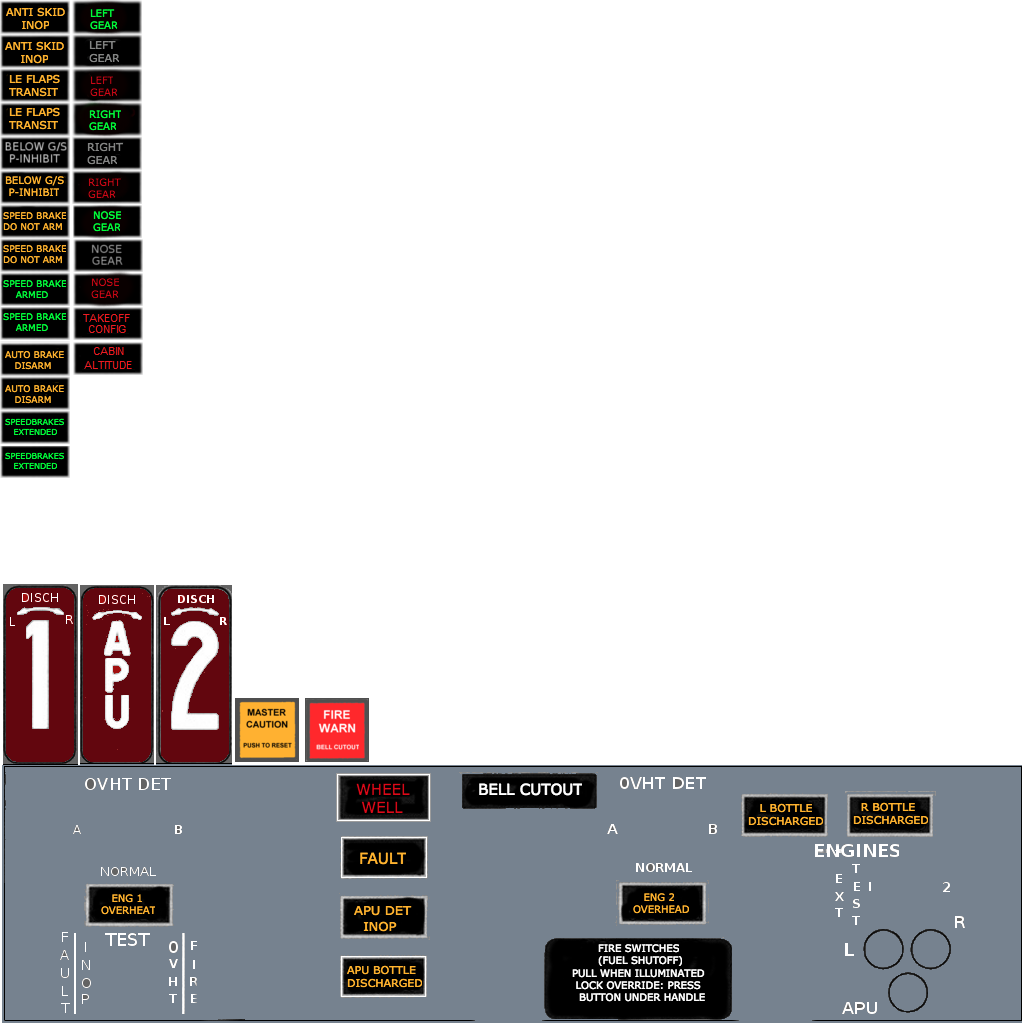 ANTI SKID
INOP
ANTI SKID
INOP
LE FLAPS
TRANSIT
LE FLAPS
TRANSIT
BELOW G/S
P-INHIBIT
BELOW G/S
P-INHIBIT
SPEED BRAKE
DO NOT ARM
SPEED BRAKE
DO NOT ARM
SPEED BRAKE
ARMED
SPEED BRAKE
ARMED
AUTO BRAKE
DISARM
AUTO BRAKE
DISARM
SPEEDBRAKES
EXTENDED
SPEEDBRAKES
EXTENDED
LEFT
GEAR
LEFT
GEAR
LEFT
GEAR
RIGHT
GEAR
RIGHT
GEAR
RIGHT
GEAR
NOSE
GEAR
NOSE
GEAR
NOSE
GEAR
TAKEOFF
CONFIG
CABIN
ALTITUDE
DISCH
L R
1
DISCH
APU
DISCH
L R
2
MASTER
CAUTION
PUSH TO RESET
FIRE
WARN
BELL CUTOUT
OVHT DET
A B
NORMAL
ENG 1
OVERHEAT
TEST
FAULT
INOP
OVHT
FIRE
WHEEL
WELL
FAULT
APU DET
INOP
APU BOTTLE
DISCHARGED
BELL CUTOUT
OVHT DET
A B
NORMAL
ENG 2
OVERHEAD
FIRE SWITCHES
(FUEL SHUTOFF)
PULL WHEN ILLUMINATED
LOCK OVERRIDE: PRESS
BUTTON UNDER HANDLE
L BOTTLE
DISCHARGED
R BOTTLE
DISCHARGED
ENGINES
EXT
TEST
1 2
L R
APU